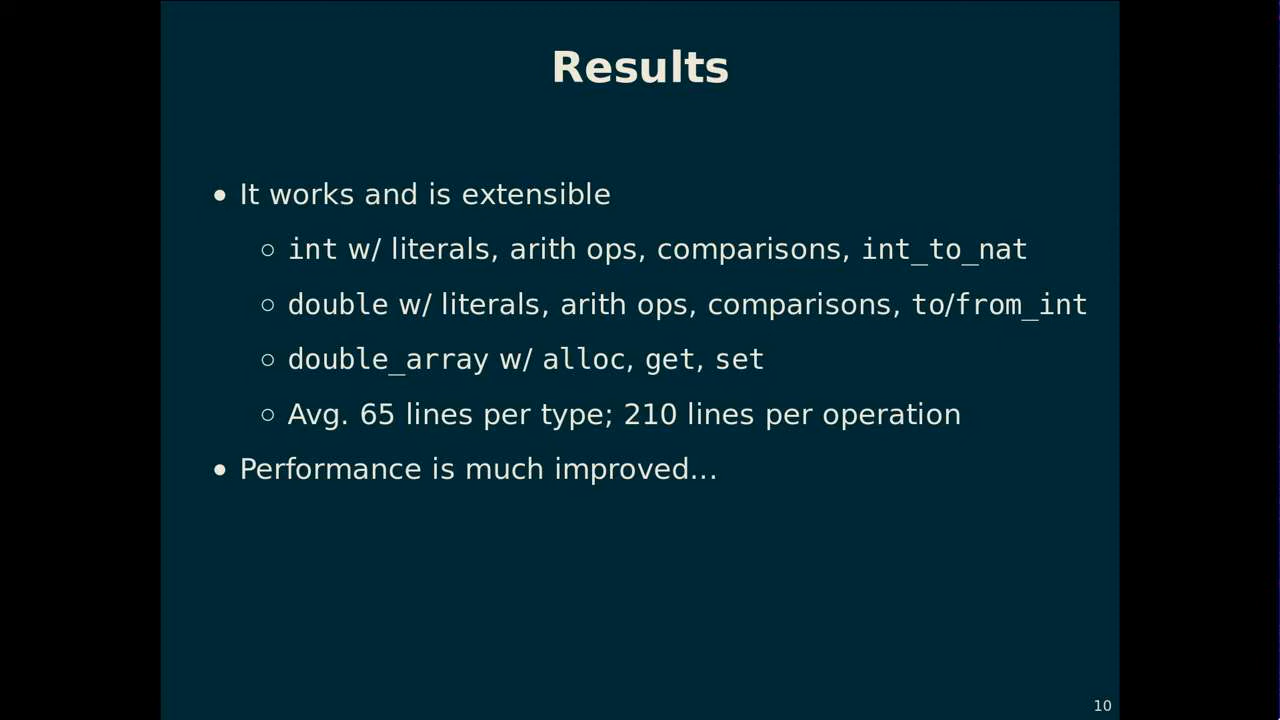 Results
• It works and is extensible
○ int w/ literals, arith ops, comparisons, int_to_nat
○ double w/ literals, arith ops, comparisons, to/from_int
○ double_array w/ alloc, get, set
○ Avg. 65 lines per type; 210 lines per operation
• Performance is much improved...
10